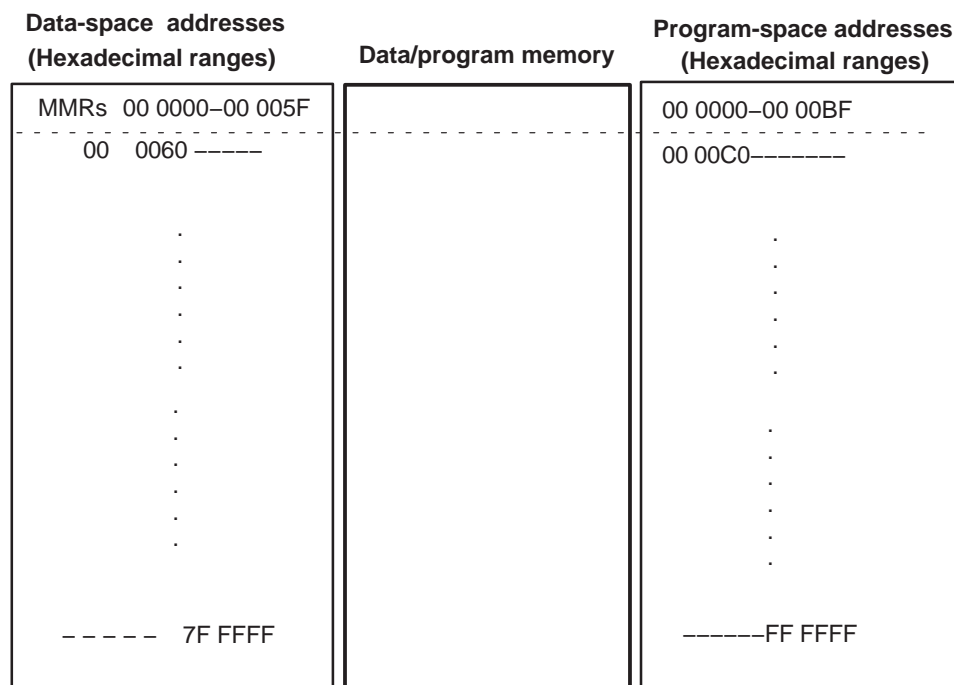 Data-space addresses
(Hexadecimal ranges)
Data/program memory
Program-space addresses
(Hexadecimal ranges)
MMRs 00 0000–00 005F
00 0060 –––––
00 0000–00 00BF
00 00C0–––––––
– – – – – 7F FFFF
––––––FF FFFF